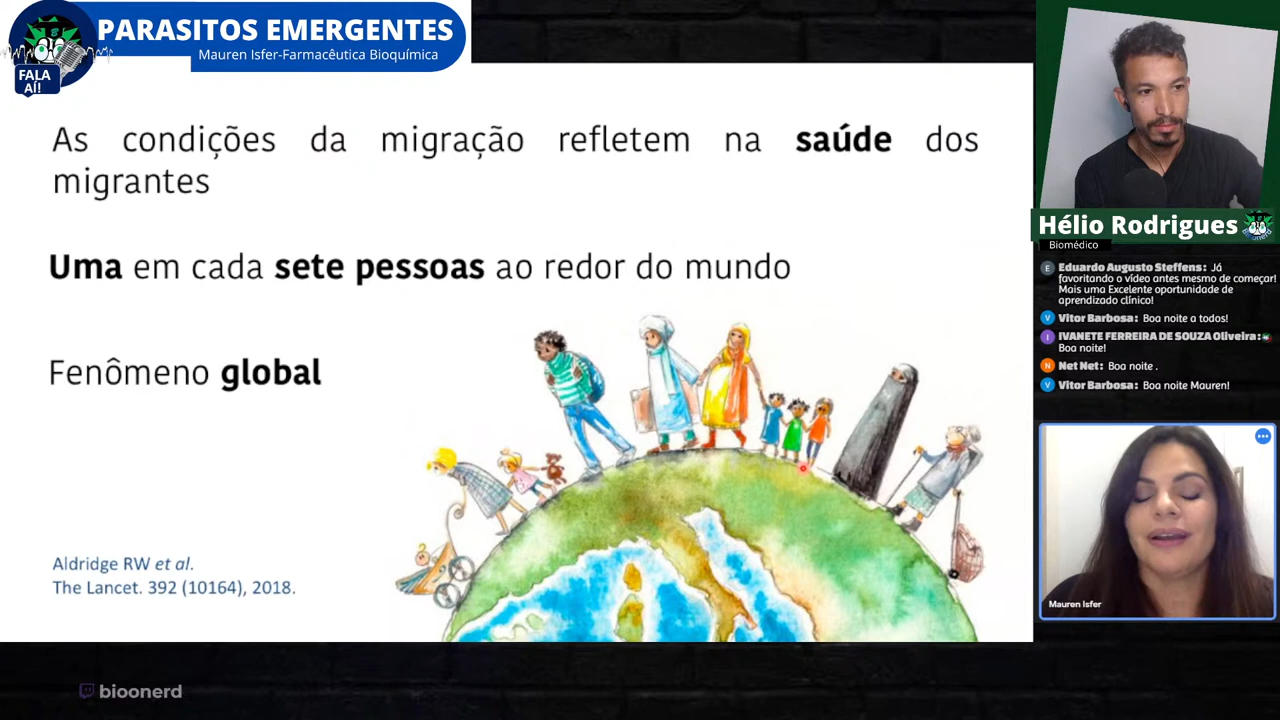 FALA
AÍ!
PARASITOS EMERGENTES
Mauren Isfer-Farmacêutica Bioquímica
As condições da migração refletem na saúde dos
migrantes
Uma em cada sete pessoas ao redor do mundo
Fenômeno global
Aldridge RW et al.
The Lancet. 392 (10164), 2018.
bioonerd
Hélio Rodrigues
Biomédico
E Eduardo Augusto Steffens: Já
favoritando o vídeo antes mesmo de começar!
Mais uma Excelente oportunidade de
aprendizado clínico!
V Vitor Barbosa: Boa noite a todos!
I IVANETE FERREIRA DE SOUZA Oliveira:
Boa noite!
N Net Net: Boa noite .
V Vitor Barbosa: Boa noite Mauren!
Mauren Isfer